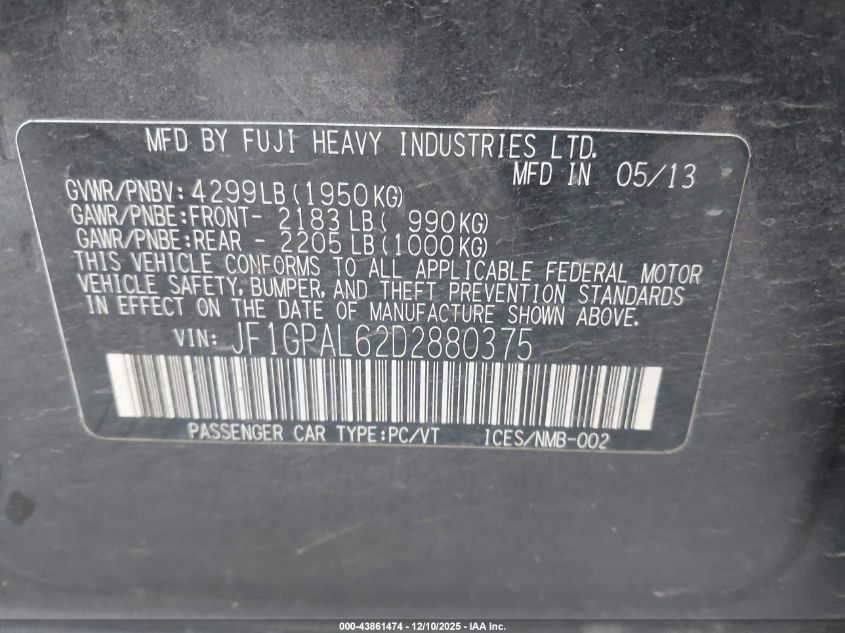 MFD BY FUJI HEAVY INDUSTRIES LTD.
MFD IN 05/13
GVWR/PNBV: 4299LB(1950KG)
GAWR/PNBE:FRONT- 2183LB( 990KG)
GAWR/PNBE:REAR - 2205LB(1000KG)
THIS VEHICLE CONFORMS TO ALL APPLICABLE FEDERAL MOTOR
VEHICLE SAFETY, BUMPER, AND THEFT PREVENTION STANDARDS
IN EFFECT ON THE DATE OF MANUFACTURE SHOWN ABOVE.
VIN: JF1GPAL62D2880375
PASSENGER CAR TYPE:PC/VT ICES/NMB-002
000-43861474 - 12/10/2025 - IAA Inc.